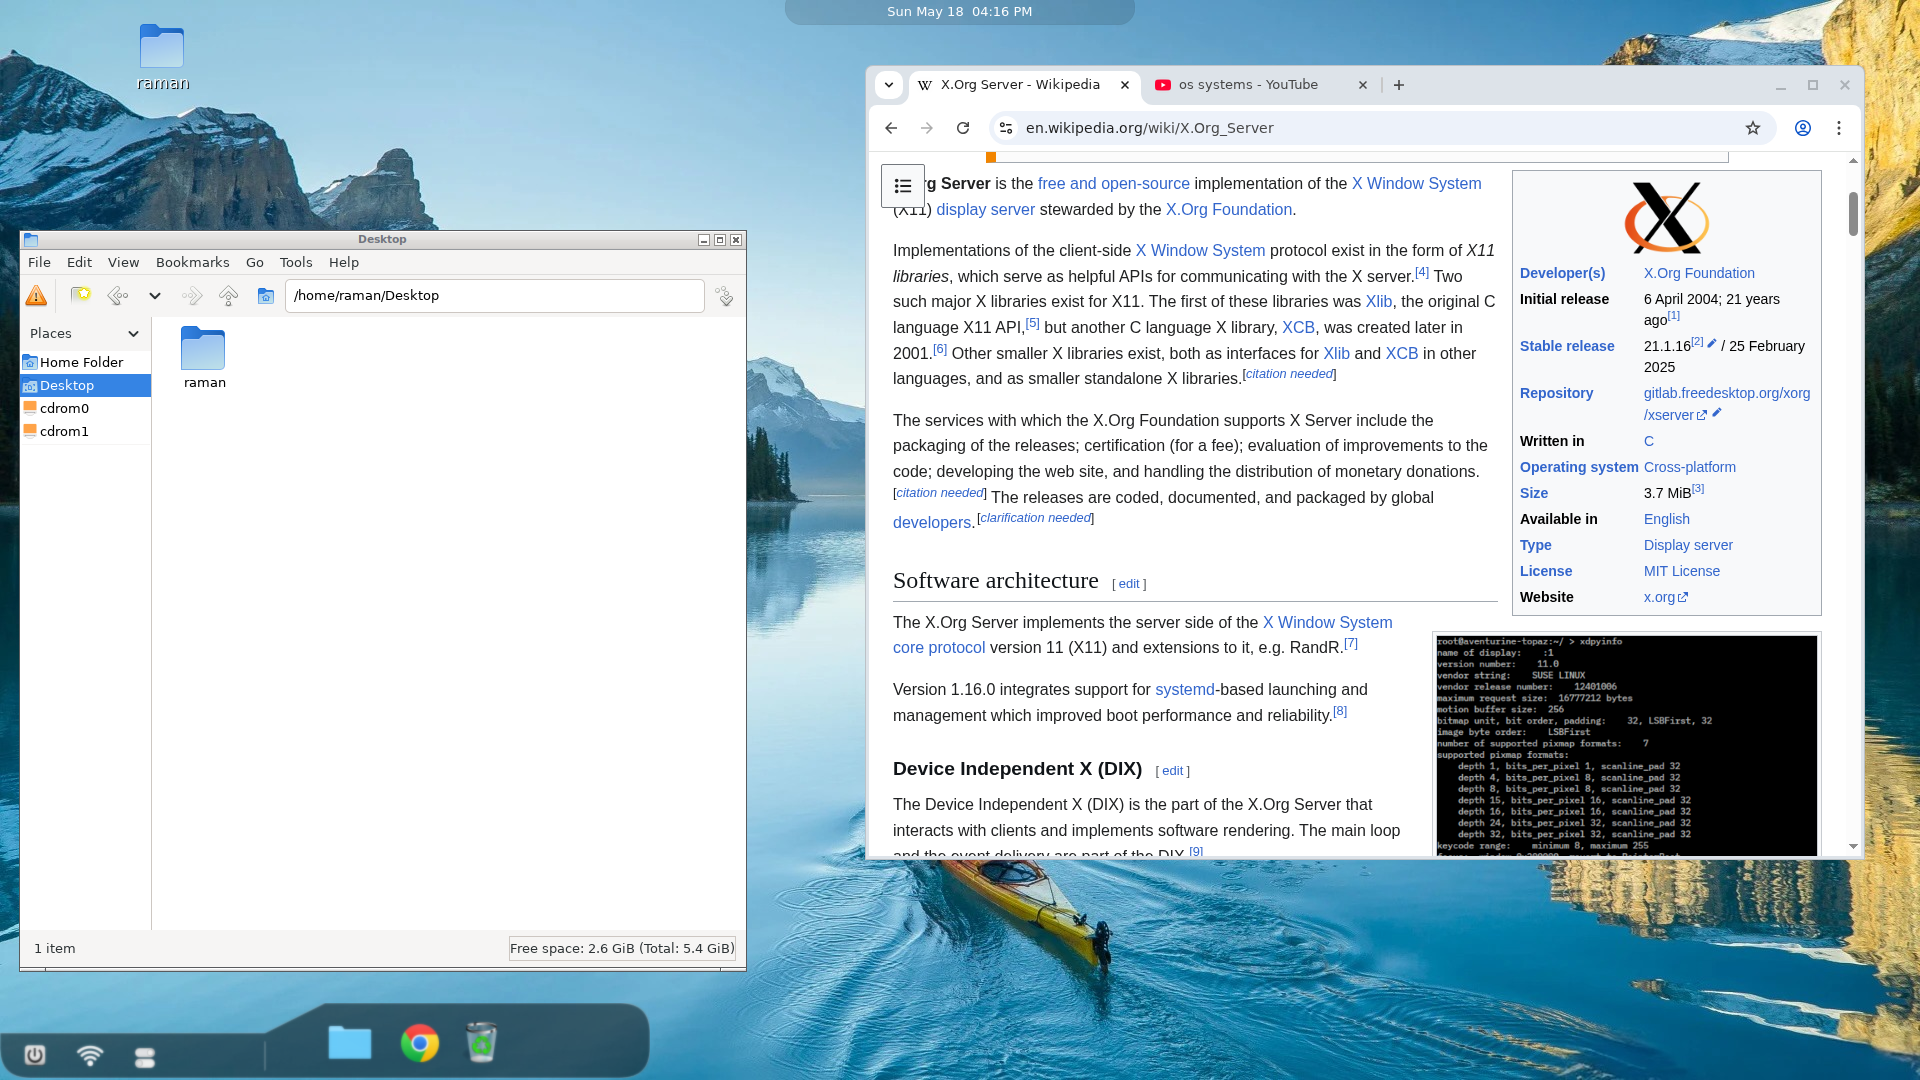 Sun May 18  04:16 PM
raman
Desktop
File Edit View Bookmarks Go Tools Help
/home/raman/Desktop
Places
Home Folder
Desktop
cdrom0
cdrom1
raman
1 item
Free space: 2.6 GiB (Total: 5.4 GiB)
X.Org Server - Wikipedia
os systems - YouTube
en.wikipedia.org/wiki/X.Org_Server
rg Server is the free and open-source implementation of the X Window System
(X11) display server stewarded by the X.Org Foundation.
Implementations of the client-side X Window System protocol exist in the form of X11
libraries, which serve as helpful APIs for communicating with the X server.[4] Two
such major X libraries exist for X11. The first of these libraries was Xlib, the original C
language X11 API,[5] but another C language X library, XCB, was created later in
2001.[6] Other smaller X libraries exist, both as interfaces for Xlib and XCB in other
languages, and as smaller standalone X libraries.[citation needed]
The services with which the X.Org Foundation supports X Server include the
packaging of the releases; certification (for a fee); evaluation of improvements to the
code; developing the web site, and handling the distribution of monetary donations.
[citation needed] The releases are coded, documented, and packaged by global
developers.[clarification needed]
Software architecture [ edit ]
The X.Org Server implements the server side of the X Window System
core protocol version 11 (X11) and extensions to it, e.g. RandR.[7]
Version 1.16.0 integrates support for systemd-based launching and
management which improved boot performance and reliability.[8]
Device Independent X (DIX) [ edit ]
The Device Independent X (DIX) is the part of the X.Org Server that
interacts with clients and implements software rendering. The main loop
and the event delivery are part of the DIX.[9]
Developer(s) X.Org Foundation
Initial release 6 April 2004; 21 years
ago[1]
Stable release 21.1.16[2] / 25 February
2025
Repository gitlab.freedesktop.org/xorg
/xserver
Written in C
Operating system Cross-platform
Size 3.7 MiB[3]
Available in English
Type Display server
License MIT License
Website x.org
root@aventurine-topaz:~/ > xdpyinfo
name of display:    :1
version number:    11.0
vendor string:    SUSE LINUX
vendor release number:    12401006
maximum request size:  16777212 bytes
motion buffer size:  256
bitmap unit, bit order, padding:    32, LSBFirst, 32
image byte order:    LSBFirst
number of supported pixmap formats:    7
supported pixmap formats:
depth 1, bits_per_pixel 1, scanline_pad 32
depth 4, bits_per_pixel 8, scanline_pad 32
depth 8, bits_per_pixel 8, scanline_pad 32
depth 15, bits_per_pixel 16, scanline_pad 32
depth 16, bits_per_pixel 16, scanline_pad 32
depth 24, bits_per_pixel 32, scanline_pad 32
depth 32, bits_per_pixel 32, scanline_pad 32
keycode range:    minimum 8, maximum 255